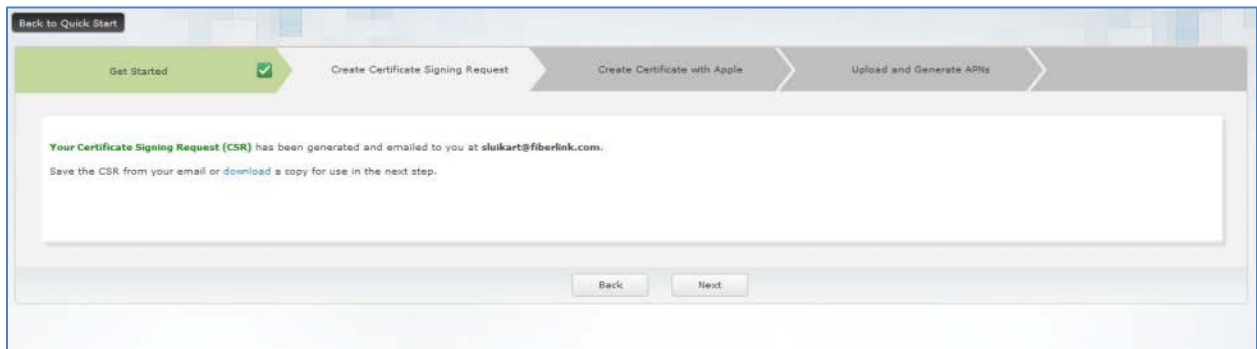 Back to Quick Start
Get Started
Create Certificate Signing Request
Create Certificate with Apple
Upload and Generate APNs
Your Certificate Signing Request (CSR) has been generated and emailed to you at sluikart@fiberlink.com.
Save the CSR from your email or download a copy for use in the next step.
Back
Next